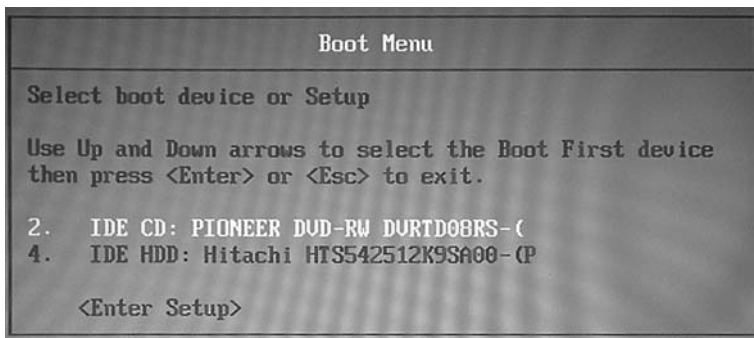 Boot Menu
Select boot device or Setup
Use Up and Down arrows to select the Boot First device
then press <Enter> or <Esc> to exit.
2. IDE CD: PIONEER DVD-RW DVRTD08RS-(
4. IDE HDD: Hitachi HTS542512K9SA00-(P
<Enter Setup>